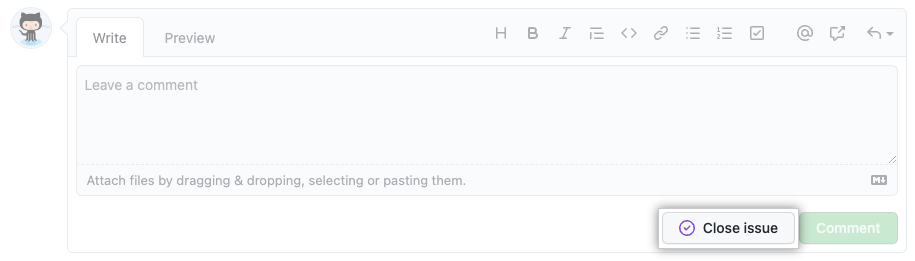 Write Preview
Leave a comment
Attach files by dragging & dropping, selecting or pasting them.
Close issue Comment